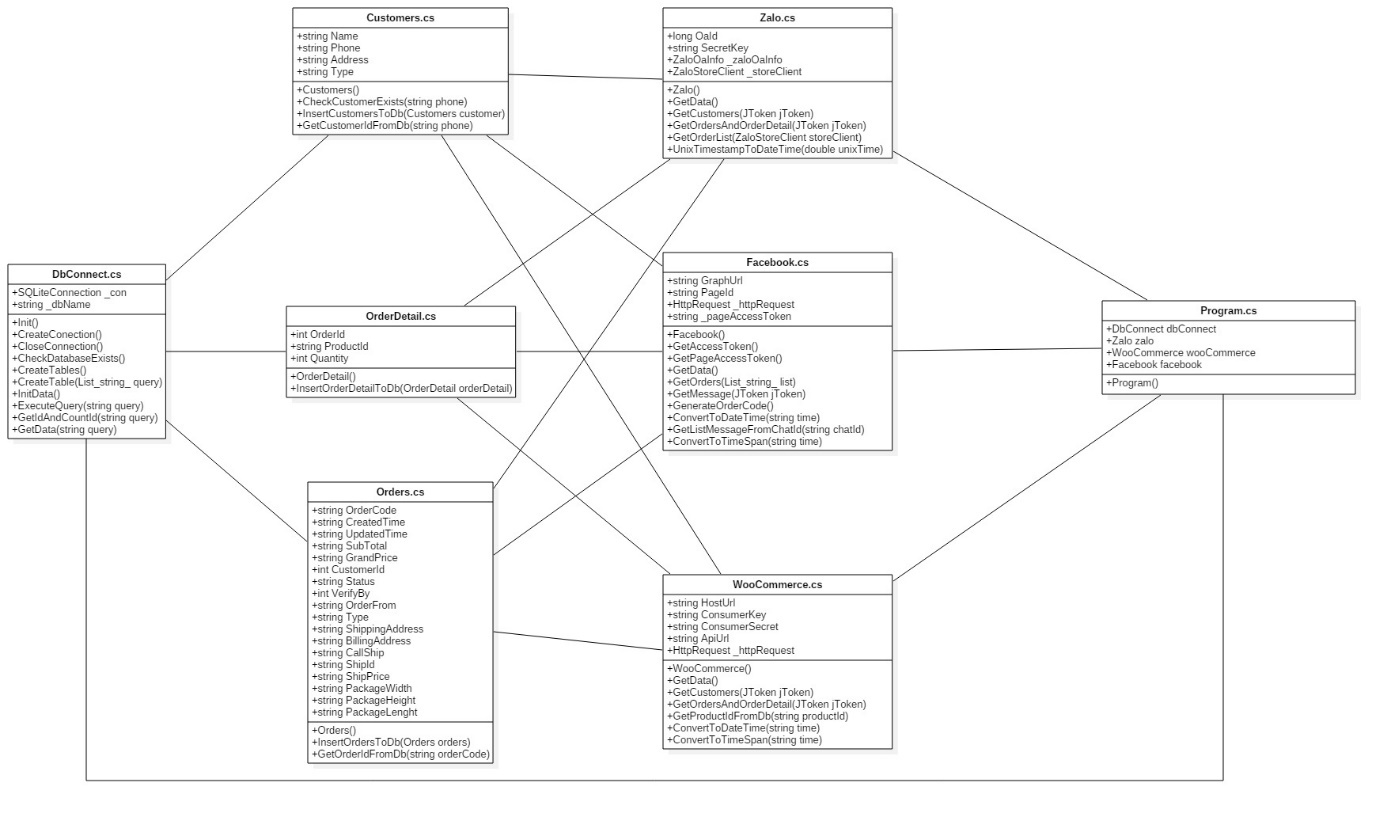 Customers.cs
+string Name
+string Phone
+string Address
+string Type
+Customers()
+CheckCustomerExists(string phone)
+InsertCustomersToDb(Customers customer)
+GetCustomerIdFromDb(string phone)
Zalo.cs
+long OaId
+string SecretKey
+ZaloOaInfo _zaloOaInfo
+ZaloStoreClient _storeClient
+Zalo()
+GetData()
+GetCustomers(JToken jToken)
+GetOrdersAndOrderDetail(JToken jToken)
+GetOrderList(ZaloStoreClient storeClient)
+UnixTimestampToDateTime(double unixTime)
DbConnect.cs
+SQLiteConnection _con
+string _dbName
+Init()
+CreateConection()
+CloseConnection()
+CheckDatabaseExists()
+CreateTables()
+CreateTable(List_string_ query)
+InitData()
+ExecuteQuery(string query)
+GetIdAndCountId(string query)
+GetData(string query)
OrderDetail.cs
+int OrderId
+string ProductId
+int Quantity
+OrderDetail()
+InsertOrderDetailToDb(OrderDetail orderDetail)
Facebook.cs
+string GraphUrl
+string PageId
+HttpRequest _httpRequest
+string _pageAccessToken
+Facebook()
+GetAccessToken()
+GetPageAccessToken()
+GetData()
+GetOrders(List_string_ list)
+GetMessage(JToken jToken)
+GenerateOrderCode()
+ConvertToDateTime(string time)
+GetListMessageFromChatId(string chatId)
+ConvertToTimeSpan(string time)
Program.cs
+DbConnect dbConnect
+Zalo zalo
+WooCommerce wooCommerce
+Facebook facebook
+Program()
Orders.cs
+string OrderCode
+string CreatedTime
+string UpdatedTime
+string SubTotal
+string GrandPrice
+int CustomerId
+string Status
+int VerifyBy
+string OrderFrom
+string Type
+string ShippingAddress
+string BillingAddress
+string CallShip
+string ShipId
+string ShipPrice
+string PackageWidth
+string PackageHeight
+string PackageLenght
+Orders()
+InsertOrdersToDb(Orders orders)
+GetOrderIdFromDb(string orderCode)
WooCommerce.cs
+string HostUrl
+string ConsumerKey
+string ConsumerSecret
+string ApiUrl
+HttpRequest _httpRequest
+WooCommerce()
+GetData()
+GetCustomers(JToken jToken)
+GetOrdersAndOrderDetail(JToken jToken)
+GetProductIdFromDb(string productId)
+ConvertToDateTime(string time)
+ConvertToTimeSpan(string time)